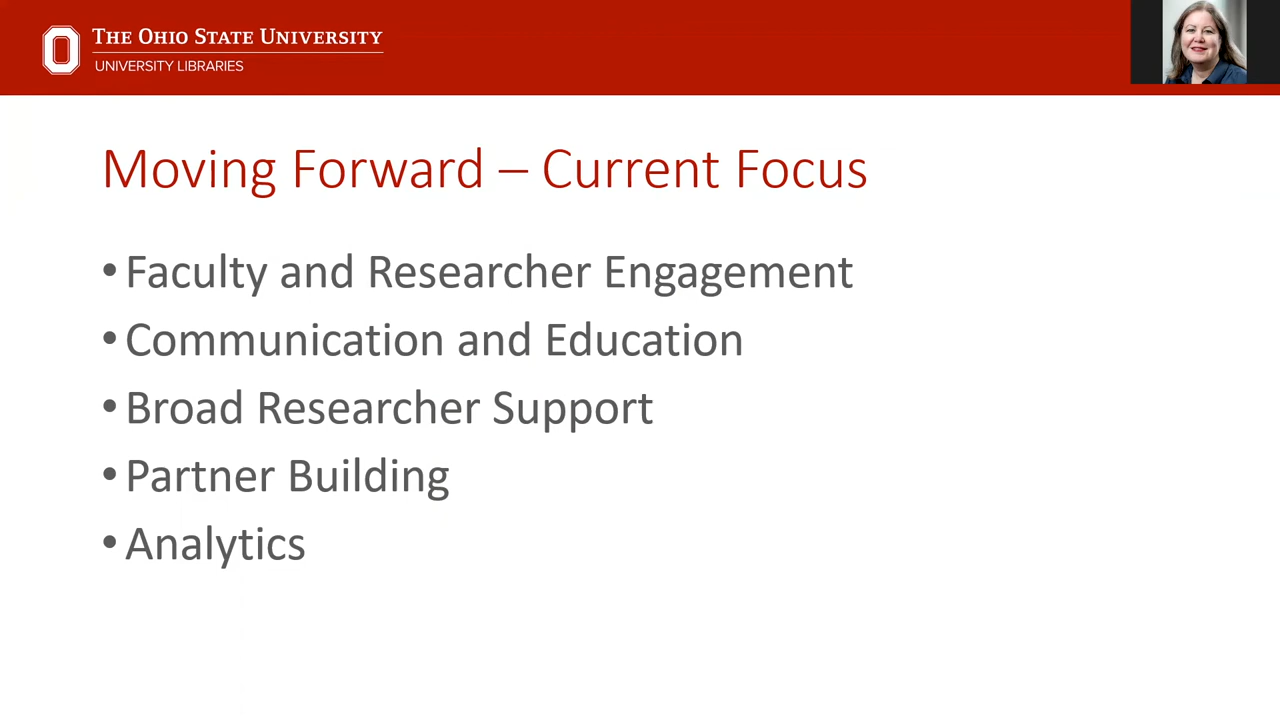 THE OHIO STATE UNIVERSITY
UNIVERSITY LIBRARIES
Moving Forward – Current Focus
• Faculty and Researcher Engagement
• Communication and Education
• Broad Researcher Support
• Partner Building
• Analytics